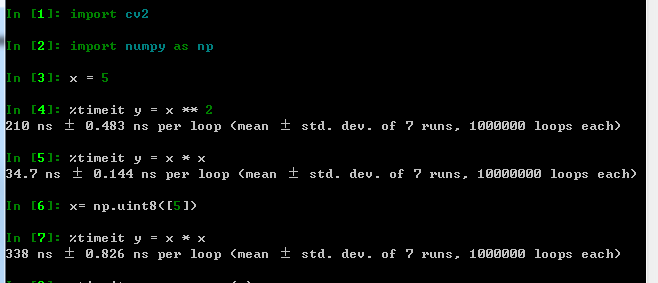 In [1]: import cv2
In [2]: import numpy as np
In [3]: x = 5
In [4]: %timeit y = x ** 2
210 ns ± 0.483 ns per loop (mean ± std. dev. of 7 runs, 1000000 loops each)
In [5]: %timeit y = x * x
34.7 ns ± 0.144 ns per loop (mean ± std. dev. of 7 runs, 10000000 loops each)
In [6]: x= np.uint8([5])
In [7]: %timeit y = x * x
338 ns ± 0.826 ns per loop (mean ± std. dev. of 7 runs, 1000000 loops each)